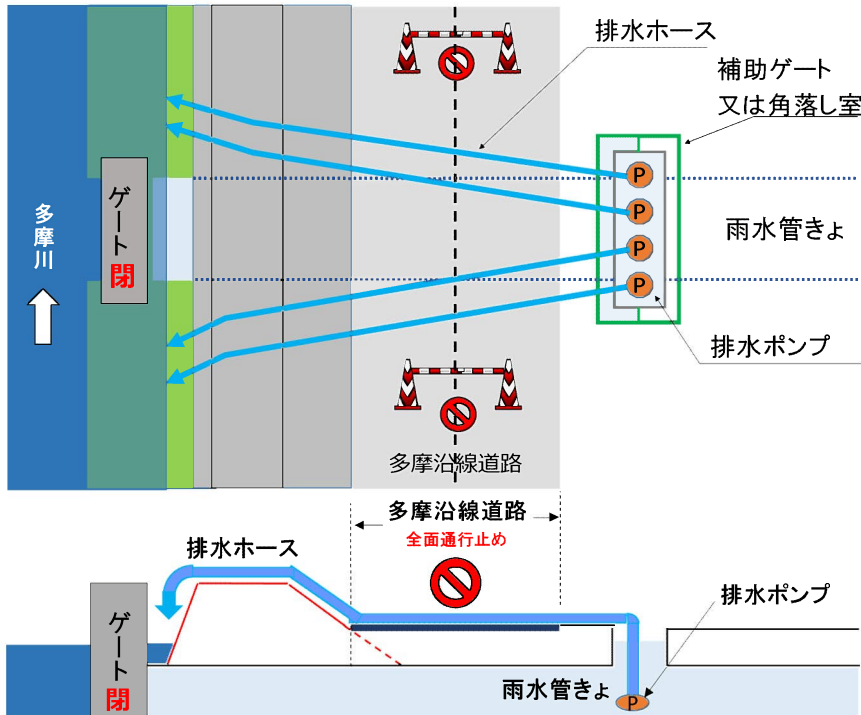 排水ホース
補助ゲート
又は角落し室
P
P
P
P
雨水管きょ
排水ポンプ
多摩川
ゲート閉
多摩沿線道路
多摩沿線道路
全面通行止め
排水ホース
排水ポンプ
ゲート閉
雨水管きょ
P